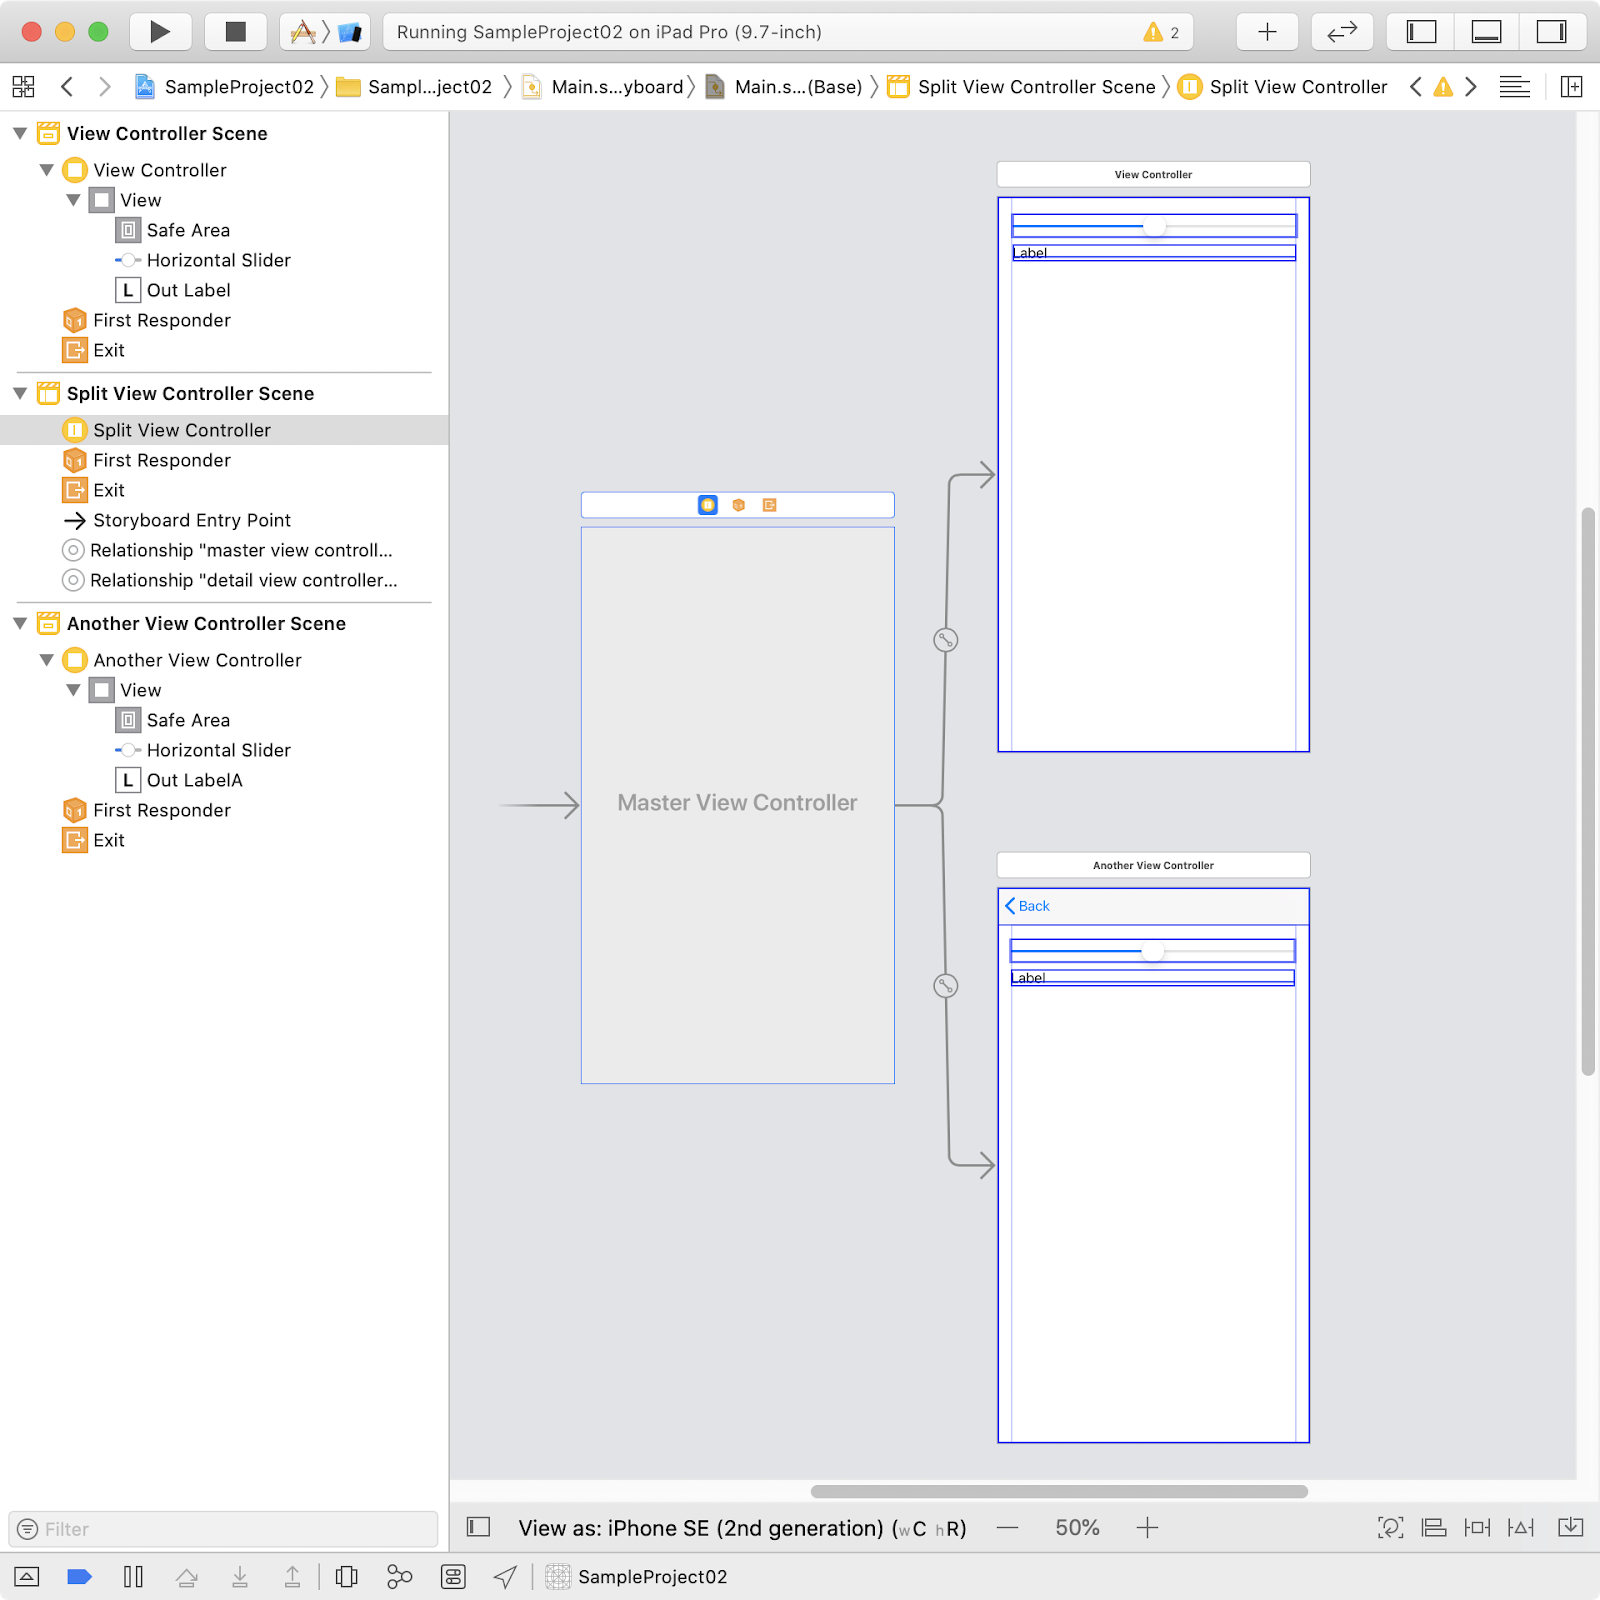 Running SampleProject02 on iPad Pro (9.7-inch)
2
SampleProject02
Sampl...ject02
Main.s...yboard
Main.s...(Base)
Split View Controller Scene
Split View Controller
View Controller Scene
View Controller
View
Safe Area
Horizontal Slider
L Out Label
First Responder
Exit
Split View Controller Scene
Split View Controller
First Responder
Exit
Storyboard Entry Point
Relationship "master view controll...
Relationship "detail view controller...
Another View Controller Scene
Another View Controller
View
Safe Area
Horizontal Slider
L Out LabelA
First Responder
Exit
View Controller
Label
Master View Controller
Another View Controller
Back
Label
Filter
View as: iPhone SE (2nd generation) (wC hR)
50%
SampleProject02